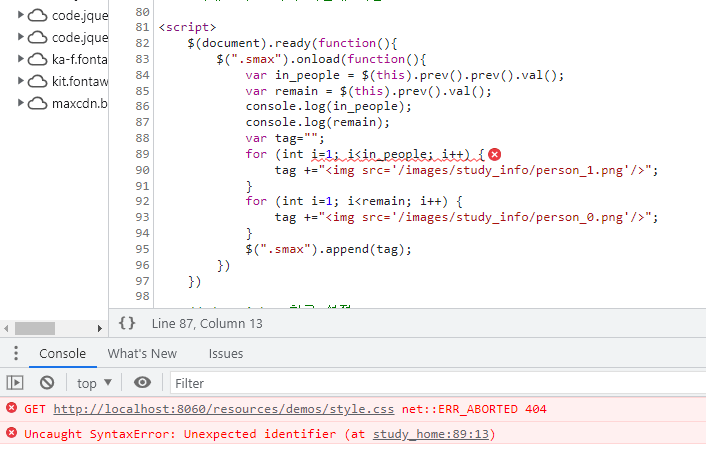 code.jque
code.jque
ka-f.fonta
kit.fontaw
maxcdn.b
80
81 <script>
82 $(document).ready(function(){
83 $(".smax").onload(function(){
84 var in_people = $(this).prev().prev().val();
85 var remain = $(this).prev().val();
86 console.log(in_people);
87 console.log(remain);
88 var tag="";
89 for (int i=1; i<in_people; i++) {
90 tag +="<img src='/images/study_info/person_1.png'/>";
91 }
92 for (int i=1; i<remain; i++) {
93 tag +="<img src='/images/study_info/person_0.png'/>";
94 }
95 $(".smax").append(tag);
96 })
97 })
98
{} Line 87, Column 13
Console What's New Issues
top Filter
GET http://localhost:8060/resources/demos/style.css net::ERR_ABORTED 404
Uncaught SyntaxError: Unexpected identifier (at study_home:89:13)